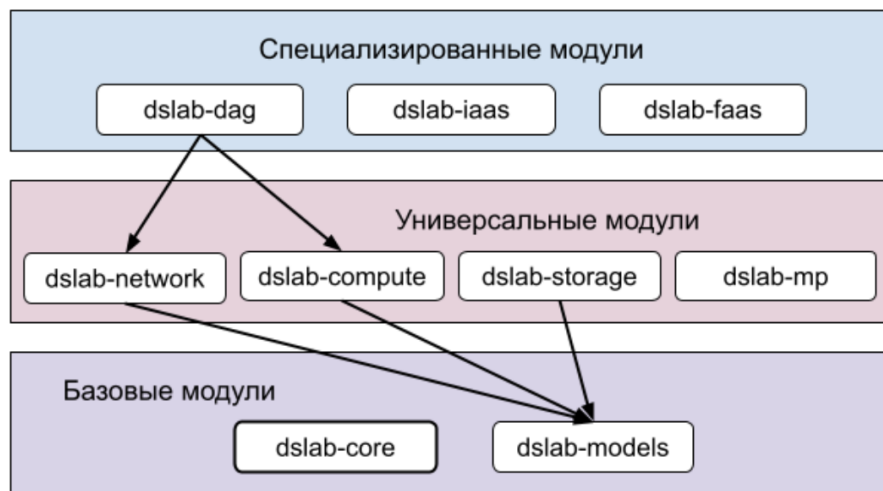 Специализированные модули
dslab-dag
dslab-iaas
dslab-faas
Универсальные модули
dslab-network
dslab-compute
dslab-storage
dslab-mp
Базовые модули
dslab-core
dslab-models